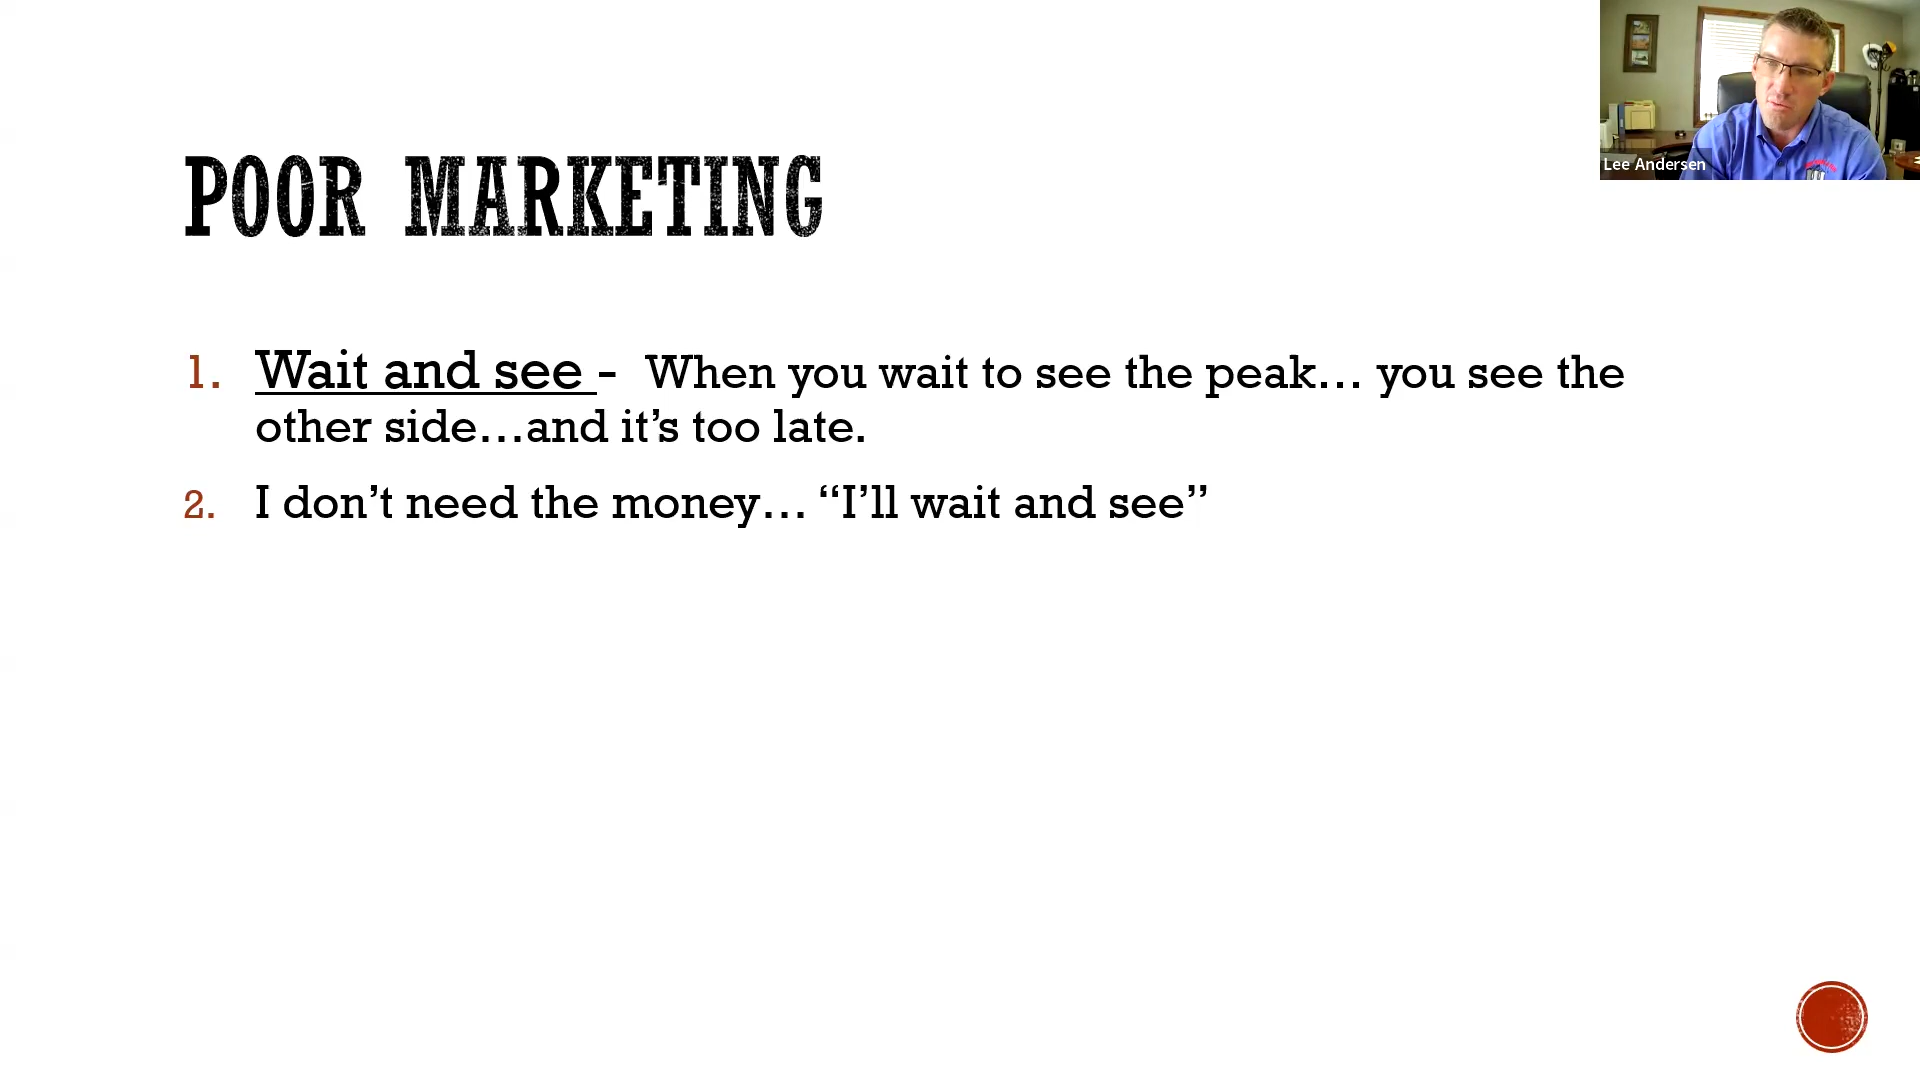 Lee Andersen
POOR MARKETING
1. Wait and see - When you wait to see the peak… you see the
other side…and it’s too late.
2. I don’t need the money… “I’ll wait and see”